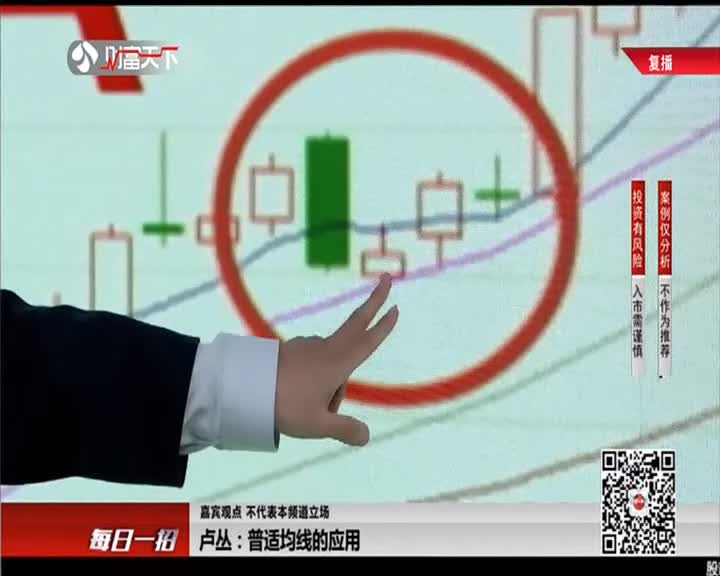 财富天下
复播
案例仅分析 不作为推荐
投资有风险 入市需谨慎
嘉宾观点 不代表本频道立场
每日一招
卢丛：普适均线的应用
股